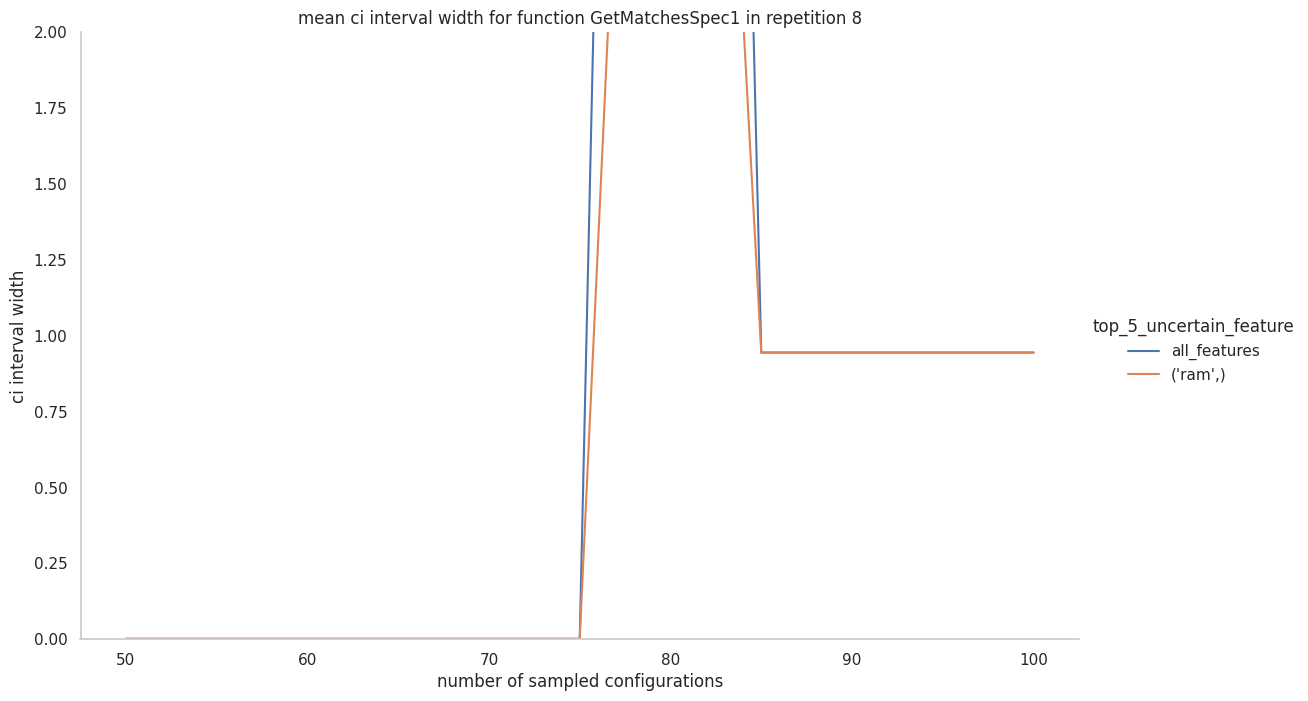 mean ci interval width for function GetMatchesSpec1 in repetition 8
2.00
1.75
1.50
1.25
1.00
0.75
0.50
0.25
0.00
ci interval width
50 60 70 80 90 100
number of sampled configurations
top_5_uncertain_feature
all_features
('ram',)